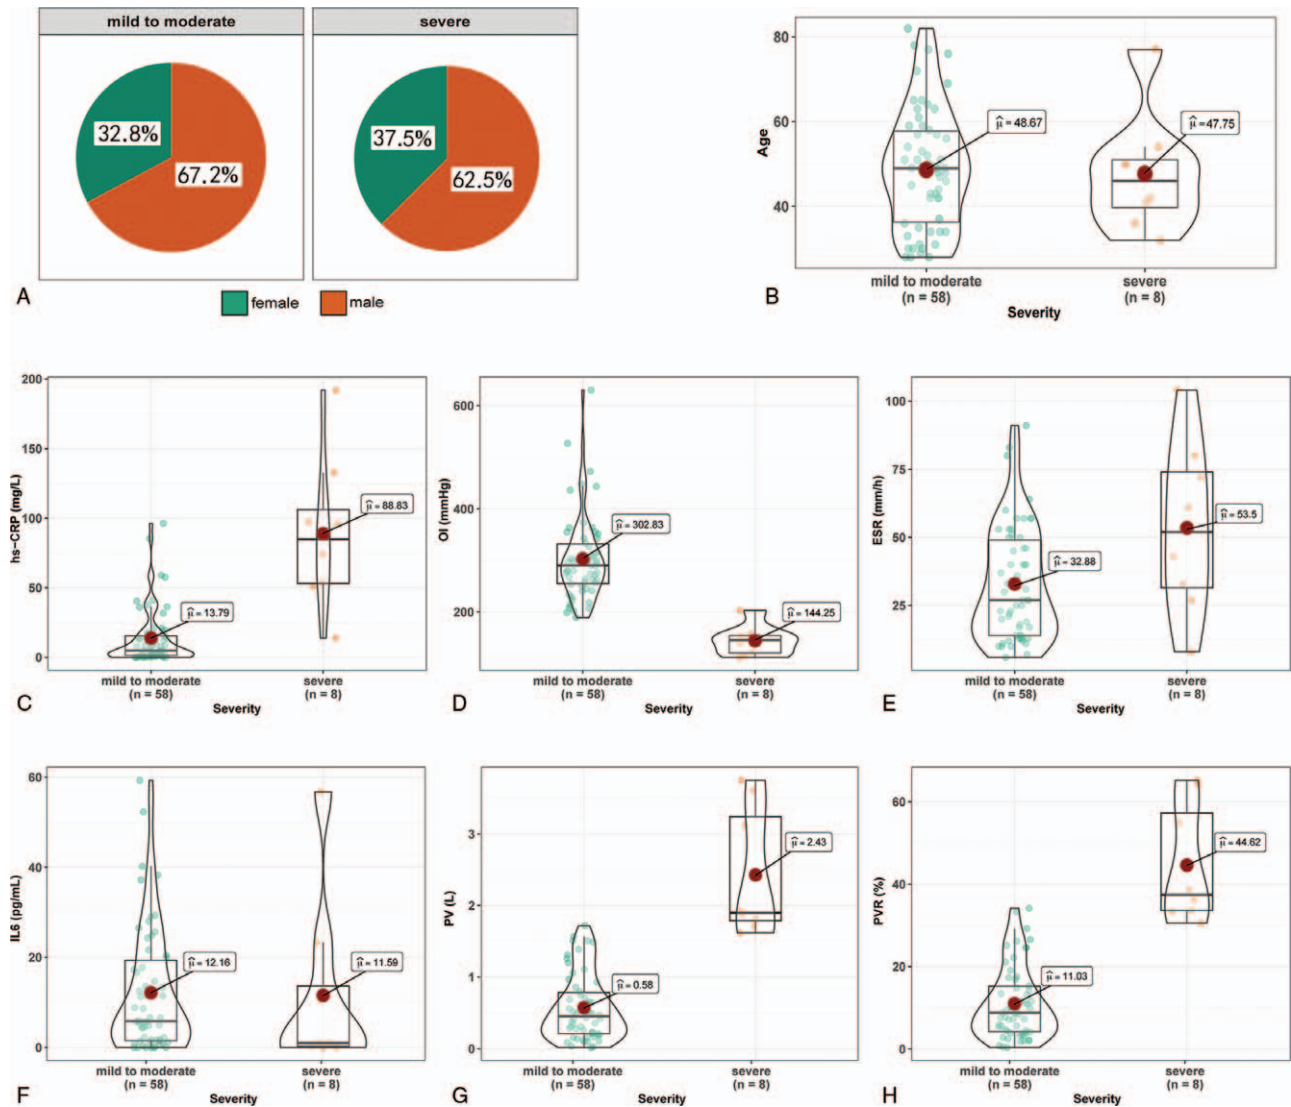 mild to moderate
severe
32.8%
67.2%
37.5%
62.5%
female
male
A
Age
80
60
40
μ̂ = 48.67
μ̂ = 47.75
mild to moderate
(n = 58)
severe
(n = 8)
Severity
B
hs-CRP (mg/L)
200
150
100
50
0
μ̂ = 13.79
μ̂ = 88.83
mild to moderate
(n = 58)
severe
(n = 8)
Severity
C
OI (mmHg)
600
400
200
μ̂ = 302.83
μ̂ = 144.25
mild to moderate
(n = 58)
severe
(n = 8)
Severity
D
ESR (mm/h)
100
75
50
25
μ̂ = 32.88
μ̂ = 53.5
mild to moderate
(n = 58)
severe
(n = 8)
Severity
E
IL6 (pg/mL)
60
40
20
0
μ̂ = 12.16
μ̂ = 11.59
mild to moderate
(n = 58)
severe
(n = 8)
Severity
F
PV (L)
3
2
1
0
μ̂ = 0.58
μ̂ = 2.43
mild to moderate
(n = 58)
severe
(n = 8)
Severity
G
PVR (%)
60
40
20
0
μ̂ = 11.03
μ̂ = 44.62
mild to moderate
(n = 58)
severe
(n = 8)
Severity
H